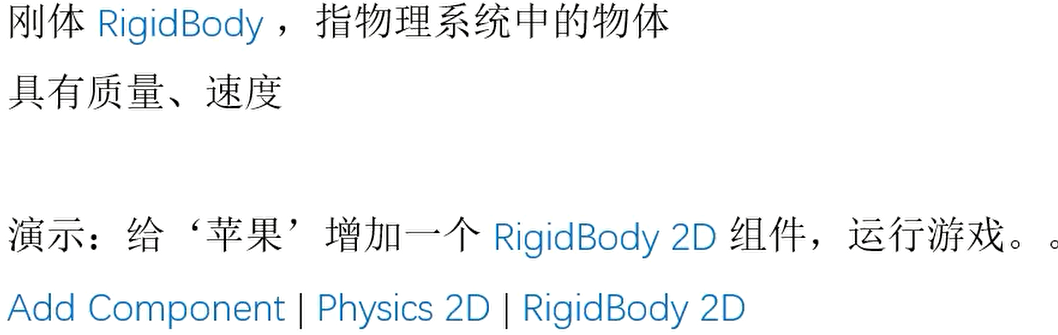 刚体 RigidBody ，指物理系统中的物体
具有质量、速度
演示：给‘苹果’增加一个 RigidBody 2D 组件，运行游戏。。
Add Component | Physics 2D | RigidBody 2D